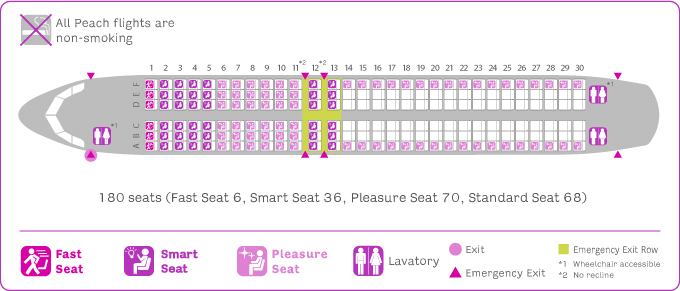 All Peach flights are
non-smoking
1 2 3 4 5 6 7 8 9 10 11 *2 12 *2 13 14 15 16 17 18 19 20 21 22 23 24 25 26 27 28 29 30
F
E
D
*1
*1
C
B
A
180 seats (Fast Seat 6, Smart Seat 36, Pleasure Seat 70, Standard Seat 68)
Fast
Seat
Smart
Seat
Pleasure
Seat
Lavatory
Exit
Emergency Exit
Emergency Exit Row
*1 Wheelchair accessible
*2 No recline